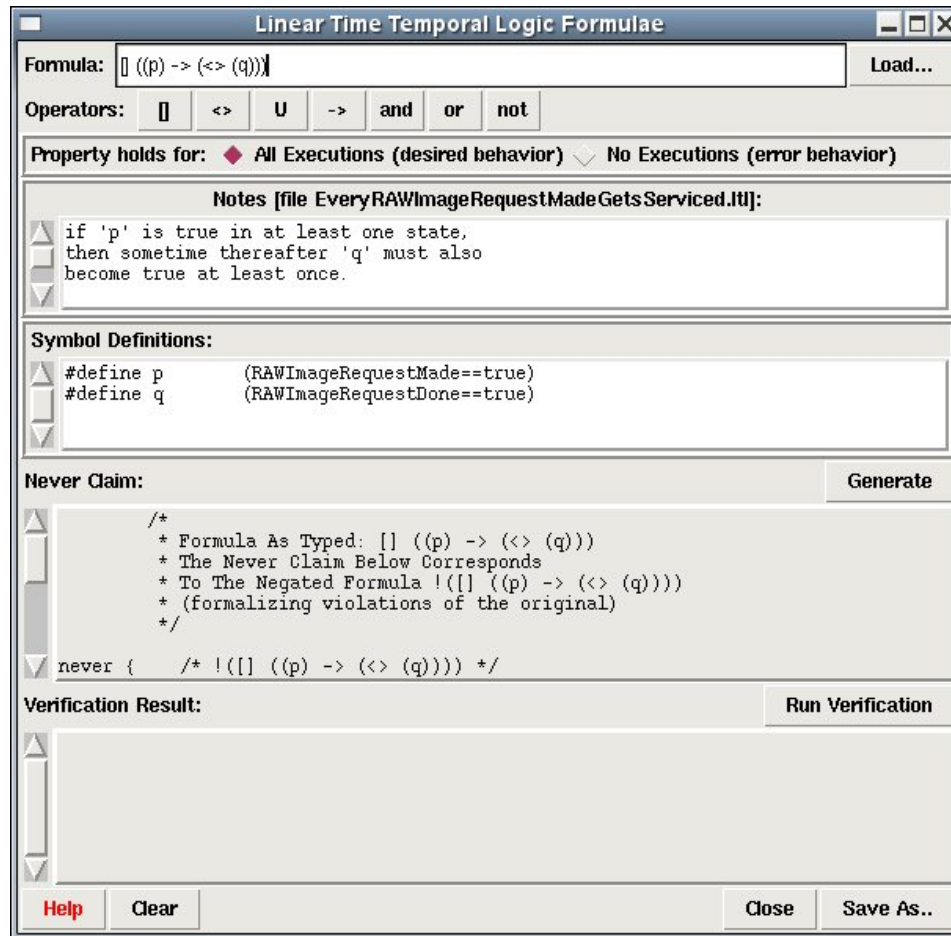 Linear Time Temporal Logic Formulae
Formula: [] ((p) -> (<> (q))) Load...
Operators: [] <> U -> and or not
Property holds for: All Executions (desired behavior) No Executions (error behavior)
Notes [file EveryRAWImageRequestMadeGetsServiced.ltl]:
if 'p' is true in at least one state,
then sometime thereafter 'q' must also
become true at least once.
Symbol Definitions:
#define p (RAWImageRequestMade==true)
#define q (RAWImageRequestDone==true)
Never Claim: Generate
/*
* Formula As Typed: [] ((p) -> (<> (q)))
* The Never Claim Below Corresponds
* To The Negated Formula !([] ((p) -> (<> (q))))
* (formalizing violations of the original)
*/
never { /* !([] ((p) -> (<> (q)))) */
Verification Result: Run Verification
Help Clear Close Save As..